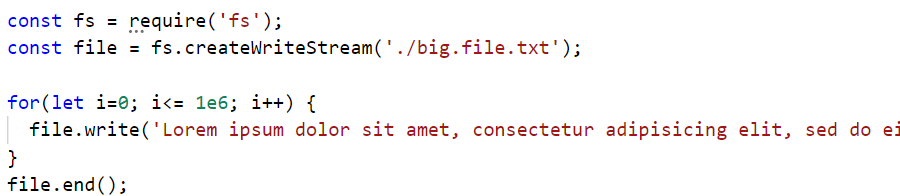 const fs = require('fs');
const file = fs.createWriteStream('./big.file.txt');
for(let i=0; i<= 1e6; i++) {
file.write('Lorem ipsum dolor sit amet, consectetur adipisicing elit, sed do ei
}
file.end();